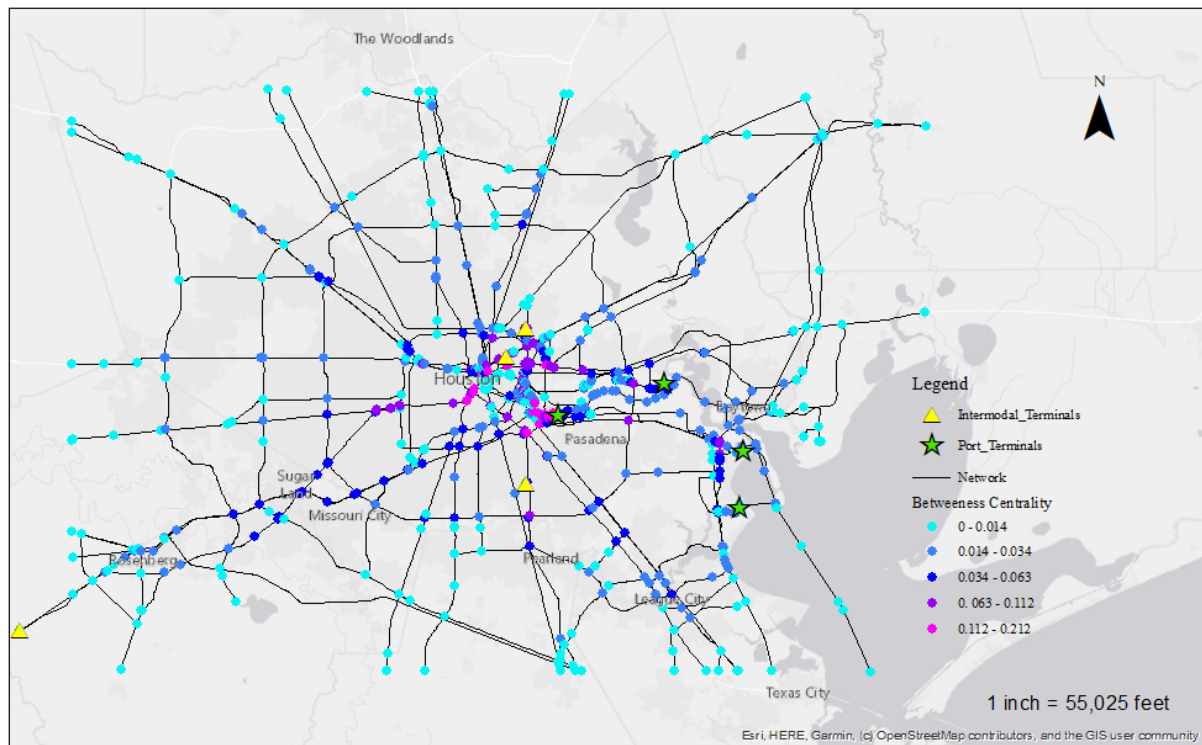 The Woodlands
N
Houston
Baytown
Pasadena
Sugar
Land
Missouri City
Rosenberg
Pearland
League City
Texas City
Legend
Intermodal_Terminals
Port_Terminals
Network
Betweeness Centrality
0 - 0.014
0.014 - 0.034
0.034 - 0.063
0. 063 - 0.112
0.112 - 0.212
1 inch = 55,025 feet
Esri, HERE, Garmin, (c) OpenStreetMap contributors, and the GIS user community